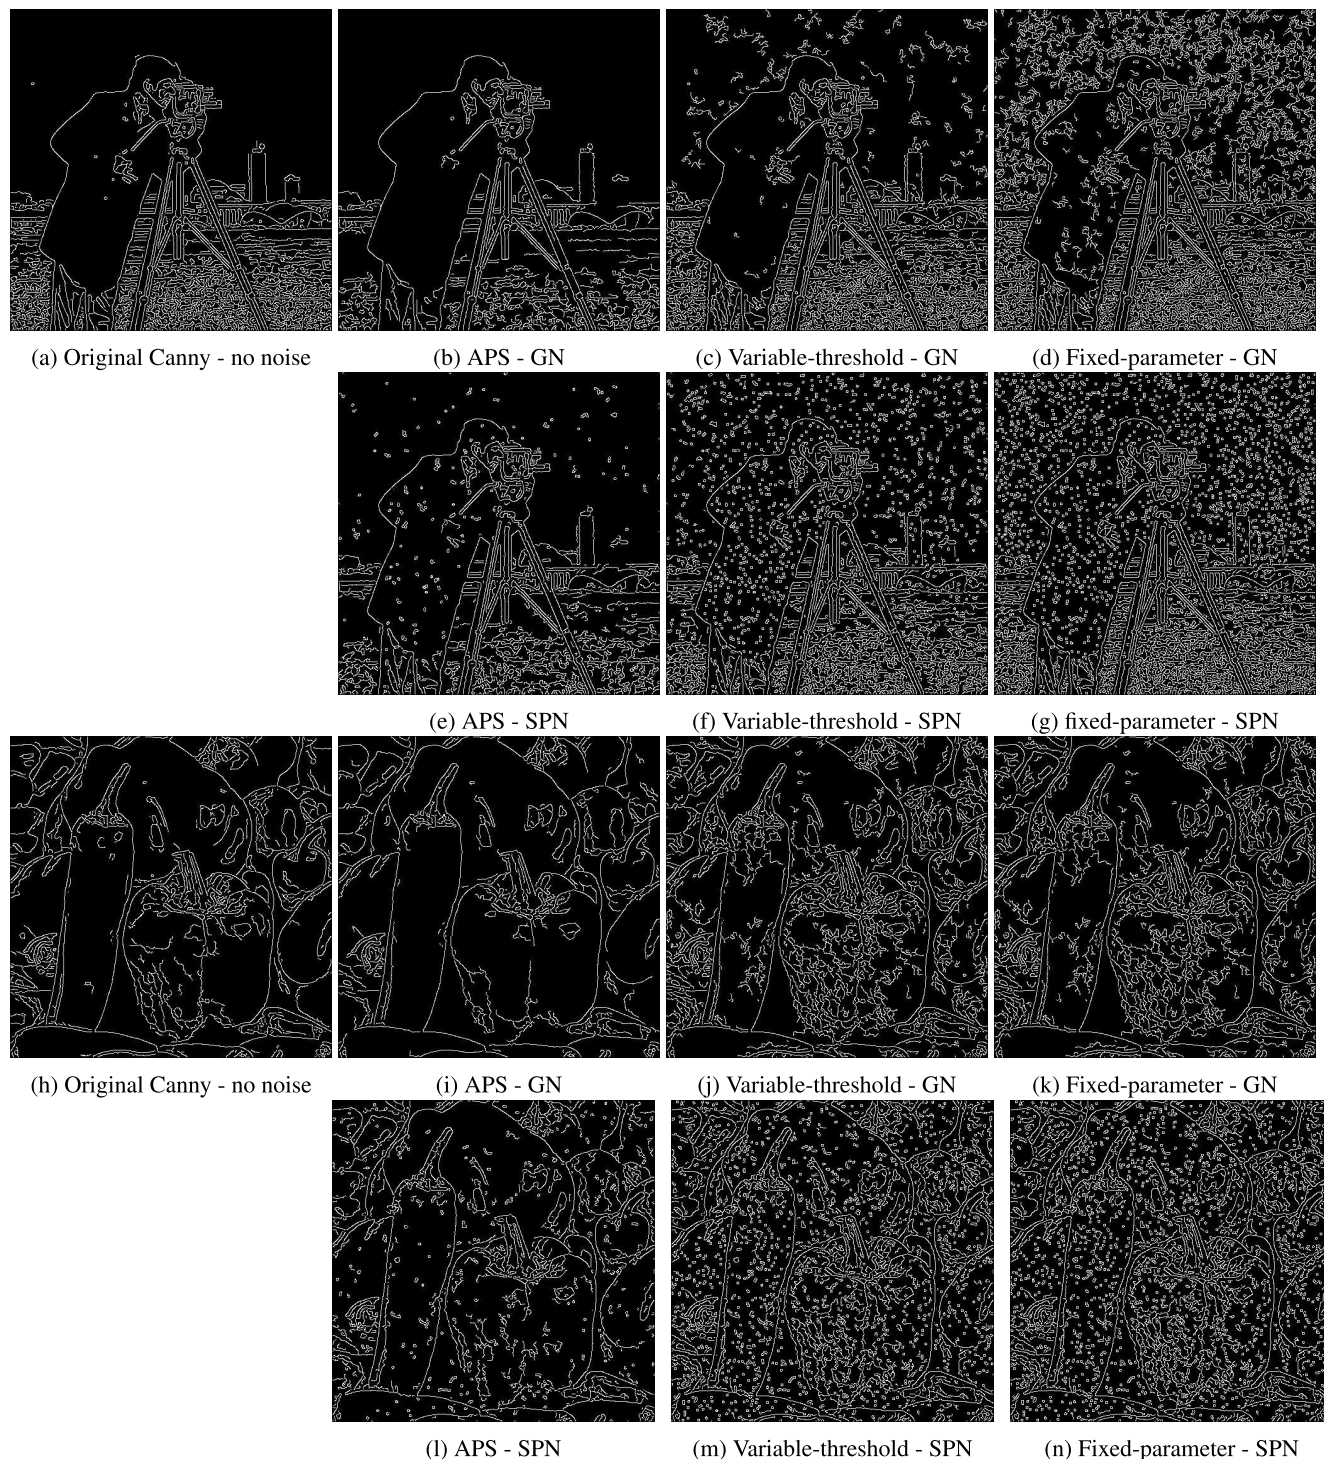 (a) Original Canny - no noise
(b) APS - GN
(c) Variable-threshold - GN
(d) Fixed-parameter - GN
(e) APS - SPN
(f) Variable-threshold - SPN
(g) fixed-parameter - SPN
(h) Original Canny - no noise
(i) APS - GN
(j) Variable-threshold - GN
(k) Fixed-parameter - GN
(l) APS - SPN
(m) Variable-threshold - SPN
(n) Fixed-parameter - SPN